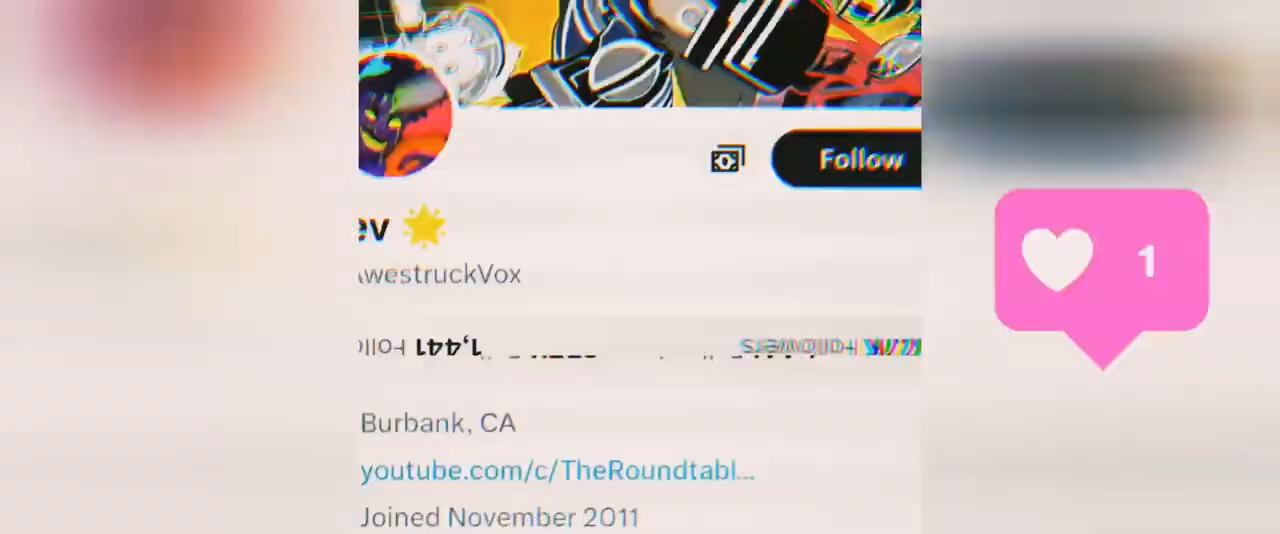 Follow
ev
westruckVox
1,441
Burbank, CA
youtube.com/c/TheRoundtabl...
Joined November 2011
1